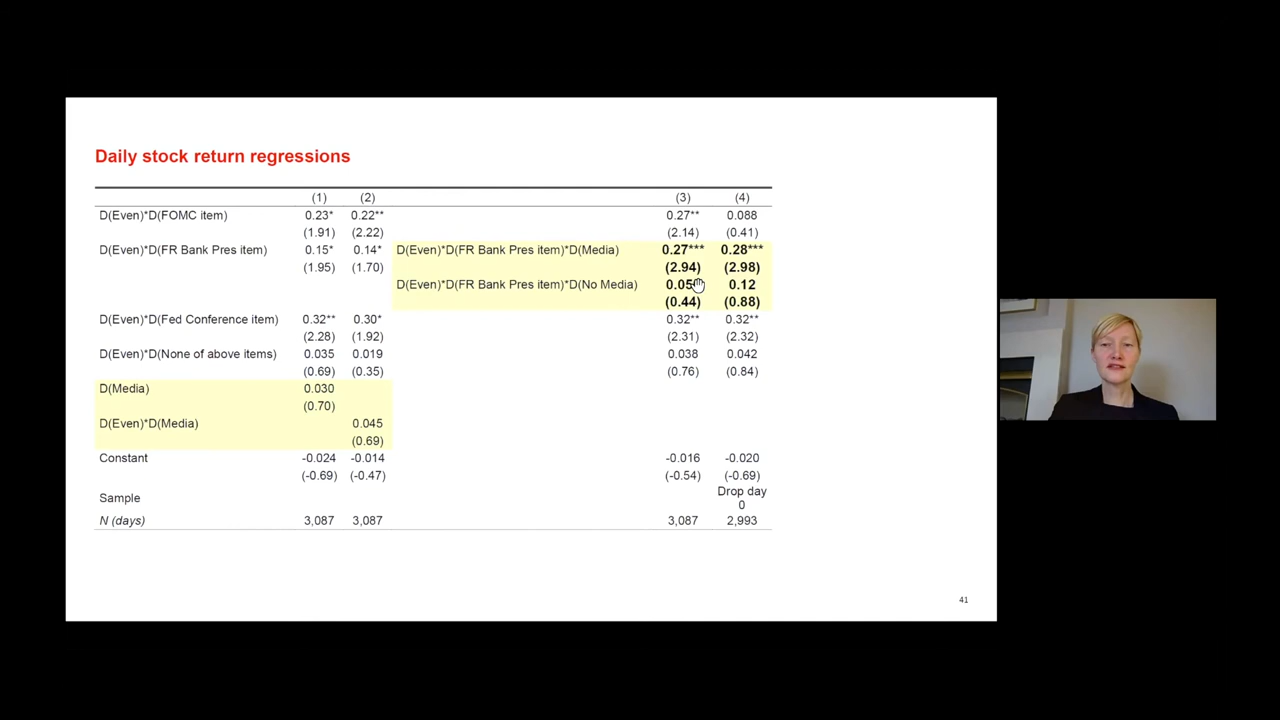 Daily stock return regressions
(1) (2) (3) (4)
D(Even)*D(FOMC item) 0.23* 0.22** 0.27** 0.088
(1.91) (2.22) (2.14) (0.41)
D(Even)*D(FR Bank Pres item) 0.15* 0.14* D(Even)*D(FR Bank Pres item)*D(Media) 0.27*** 0.28***
(1.95) (1.70) (2.94) (2.98)
D(Even)*D(FR Bank Pres item)*D(No Media) 0.12
(0.44) (0.88)
D(Even)*D(Fed Conference item) 0.32** 0.30* 0.32** 0.32**
(2.28) (1.92) (2.31) (2.32)
D(Even)*D(None of above items) 0.035 0.019 0.038 0.042
(0.69) (0.35) (0.76) (0.84)
D(Media) 0.030
(0.70)
D(Even)*D(Media) 0.045
(0.69)
Constant -0.024 -0.014 -0.016 -0.020
(-0.69) (-0.47) (-0.54) (-0.69)
Sample Drop day
0
N (days) 3,087 3,087 3,087 2,993
41